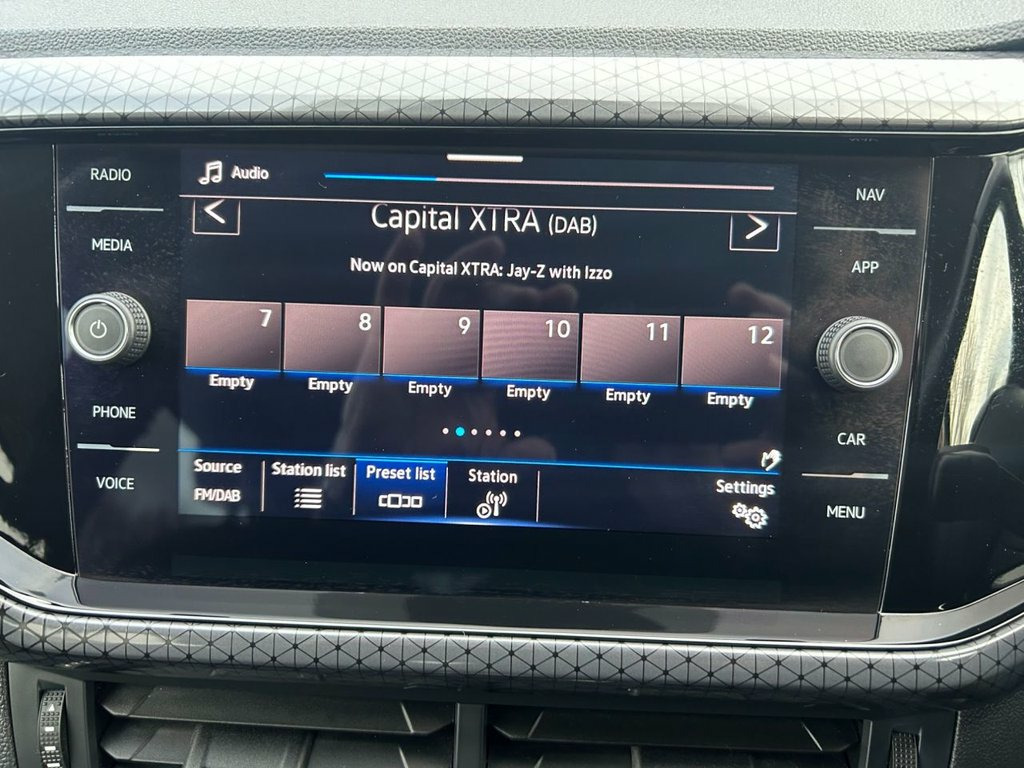 RADIO
MEDIA
PHONE
VOICE
Audio
Capital XTRA (DAB)
Now on Capital XTRA: Jay-Z with Izzo
7 8 9 10 11 12
Empty Empty Empty Empty Empty Empty
Source Station list Preset list Station Settings
FM/DAB
NAV
APP
CAR
MENU